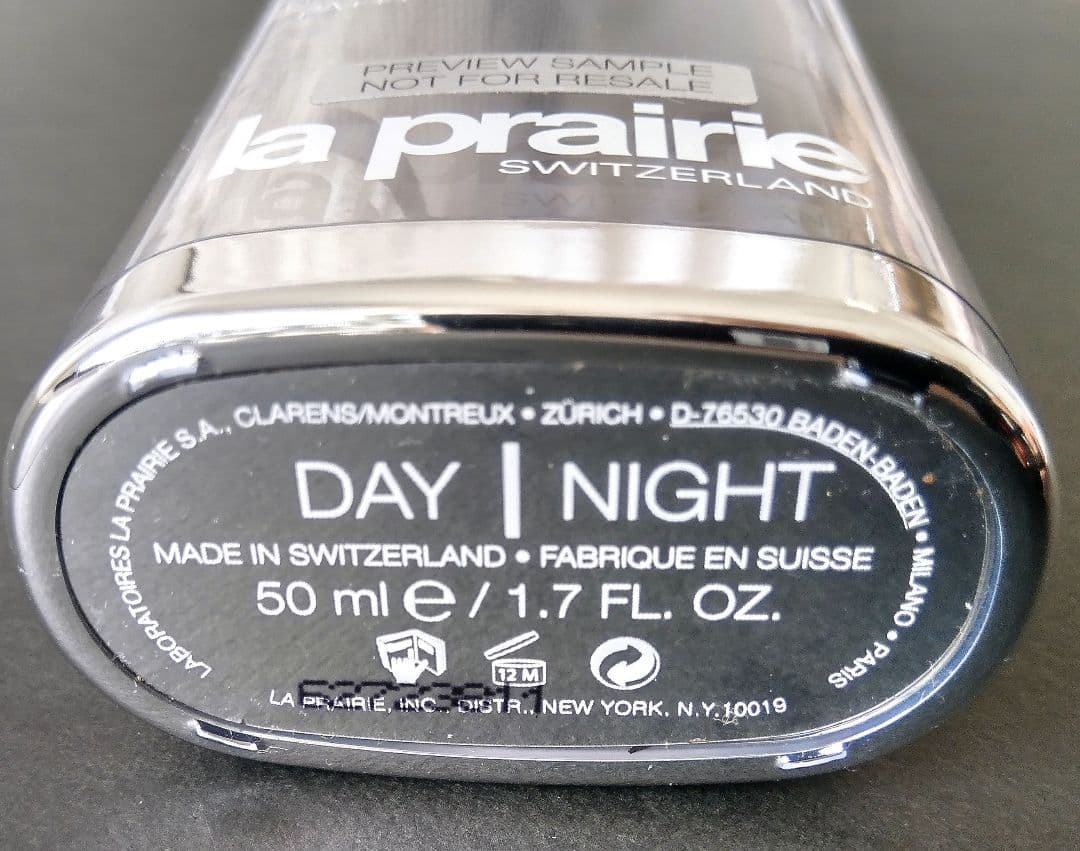 PREVIEW SAMPLE
NOT FOR RESALE
la prairie
SWITZERLAND
LABORATOIRES LA PRAIRIE S.A., CLARENS/MONTREUX • ZÜRICH • D-76530 BADEN-BADEN • MILANO • PARIS
DAY | NIGHT
MADE IN SWITZERLAND • FABRIQUE EN SUISSE
50 ml e / 1.7 FL. OZ.
12 M
LA PRAIRIE, INC., DISTR., NEW YORK, N.Y.10019